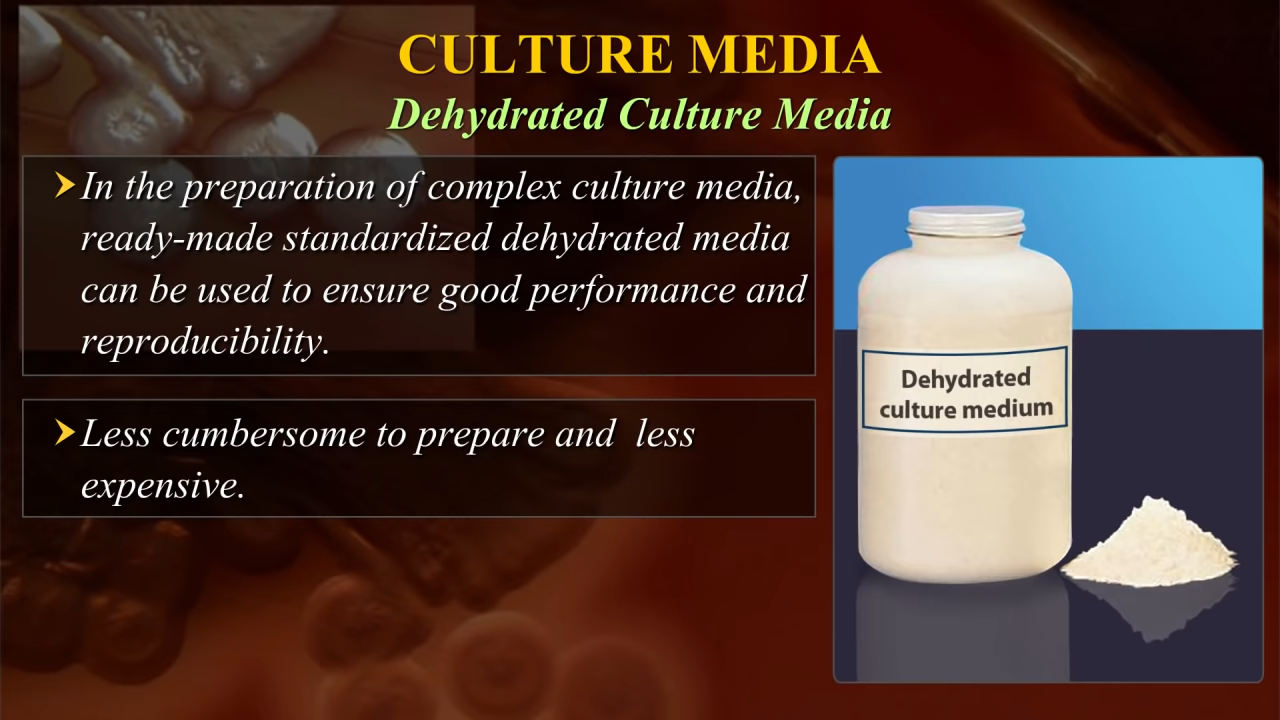 CULTURE MEDIA
Dehydrated Culture Media
In the preparation of complex culture media,
ready-made standardized dehydrated media
can be used to ensure good performance and
reproducibility.
Less cumbersome to prepare and  less
expensive.
Dehydrated
culture medium